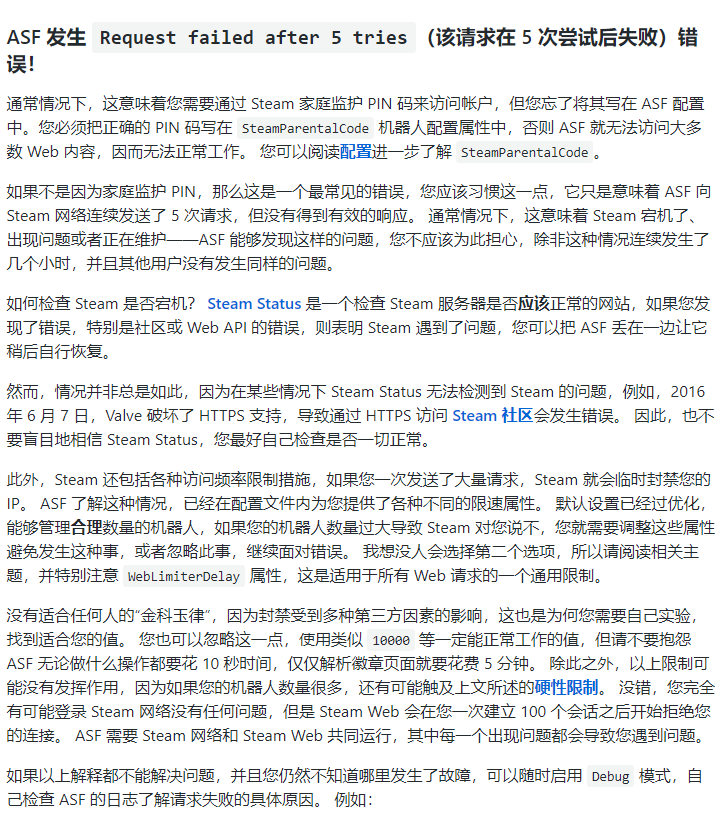 ASF 发生 Request failed after 5 tries（该请求在 5 次尝试后失败）错
误！
通常情况下，这意味着您需要通过 Steam 家庭监护 PIN 码来访问帐户，但您忘了将其写在 ASF 配置
中。您必须把正确的 PIN 码写在 SteamParentalCode 机器人配置属性中，否则 ASF 就无法访问大多
数 Web 内容，因而无法正常工作。 您可以阅读配置进一步了解 SteamParentalCode。
如果不是因为家庭监护 PIN，那么这是一个最常见的错误，您应该习惯这一点，它只是意味着 ASF 向
Steam 网络连续发送了 5 次请求，但没有得到有效的响应。 通常情况下，这意味着 Steam 宕机了、
出现问题或者正在维护——ASF 能够发现这样的问题，您不应该为此担心，除非这种情况连续发生了
几个小时，并且其他用户没有发生同样的问题。
如何检查 Steam 是否宕机？ Steam Status 是一个检查 Steam 服务器是否应该正常的网站，如果您发
现了错误，特别是社区或 Web API 的错误，则表明 Steam 遇到了问题，您可以把 ASF 丢在一边让它
稍后自行恢复。
然而，情况并非总是如此，因为在某些情况下 Steam Status 无法检测到 Steam 的问题，例如，2016
年 6 月 7 日，Valve 破坏了 HTTPS 支持，导致通过 HTTPS 访问 Steam 社区会发生错误。 因此，也不
要盲目地相信 Steam Status，您最好自己检查是否一切正常。
此外，Steam 还包括各种访问频率限制措施，如果您一次发送了大量请求，Steam 就会临时封禁您的
IP。 ASF 了解这种情况，已经在配置文件内为您提供了各种不同的限速属性。 默认设置已经过优化，
能够管理合理数量的机器人，如果您的机器人数量过大导致 Steam 对您说不，您就需要调整这些属性
避免发生这种事，或者忽略此事，继续面对错误。 我想没人会选择第二个选项，所以请阅读相关主
题，并特别注意 WebLimiterDelay 属性，这是适用于所有 Web 请求的一个通用限制。
没有适合任何人的“金科玉律”，因为封禁受到多种第三方因素的影响，这也是为何您需要自己实验，
找到适合您的值。 您也可以忽略这一点，使用类似 10000 等一定能正常工作的值，但请不要抱怨
ASF 无论做什么操作都要花 10 秒时间，仅仅解析徽章页面就要花费 5 分钟。 除此之外，以上限制可
能没有发挥作用，因为如果您的机器人数量很多，还有可能触及上文所述的硬性限制。 没错，您完全
有可能登录 Steam 网络没有任何问题，但是 Steam Web 会在您一次建立 100 个会话之后开始拒绝您
的连接。 ASF 需要 Steam 网络和 Steam Web 共同运行，其中每一个出现问题都会导致您遇到问题。
如果以上解释都不能解决问题，并且您仍然不知道哪里发生了故障，可以随时启用 Debug 模式，自
己检查 ASF 的日志了解请求失败的具体原因。 例如：